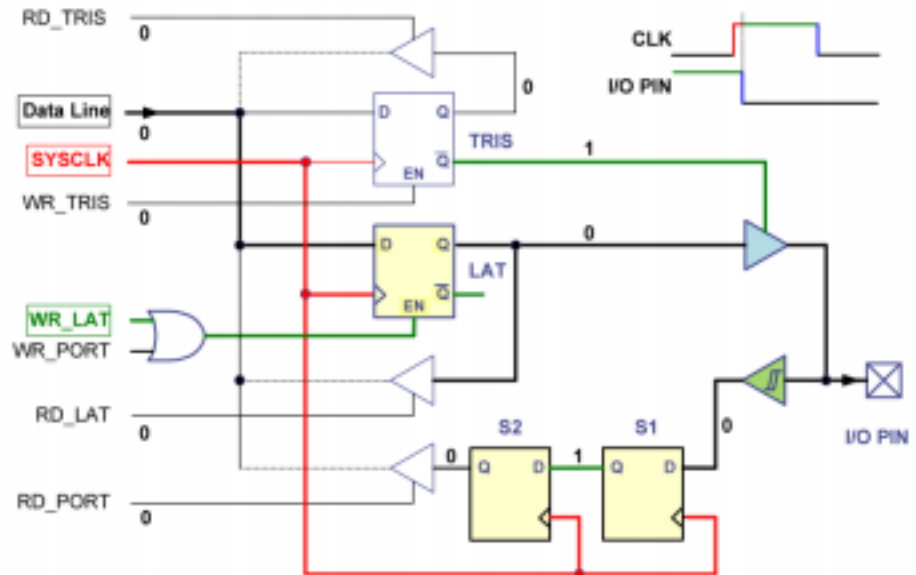 RD_TRIS
0
CLK
I/O PIN
0
Data Line
0
D Q
TRIS
SYSCLK
Q
1
EN
WR_TRIS
0
D Q
0
LAT
Q
EN
WR_LAT
WR_PORT
RD_LAT
0
I/O PIN
S2 S1
0
0
Q D
1
Q D
RD_PORT
0